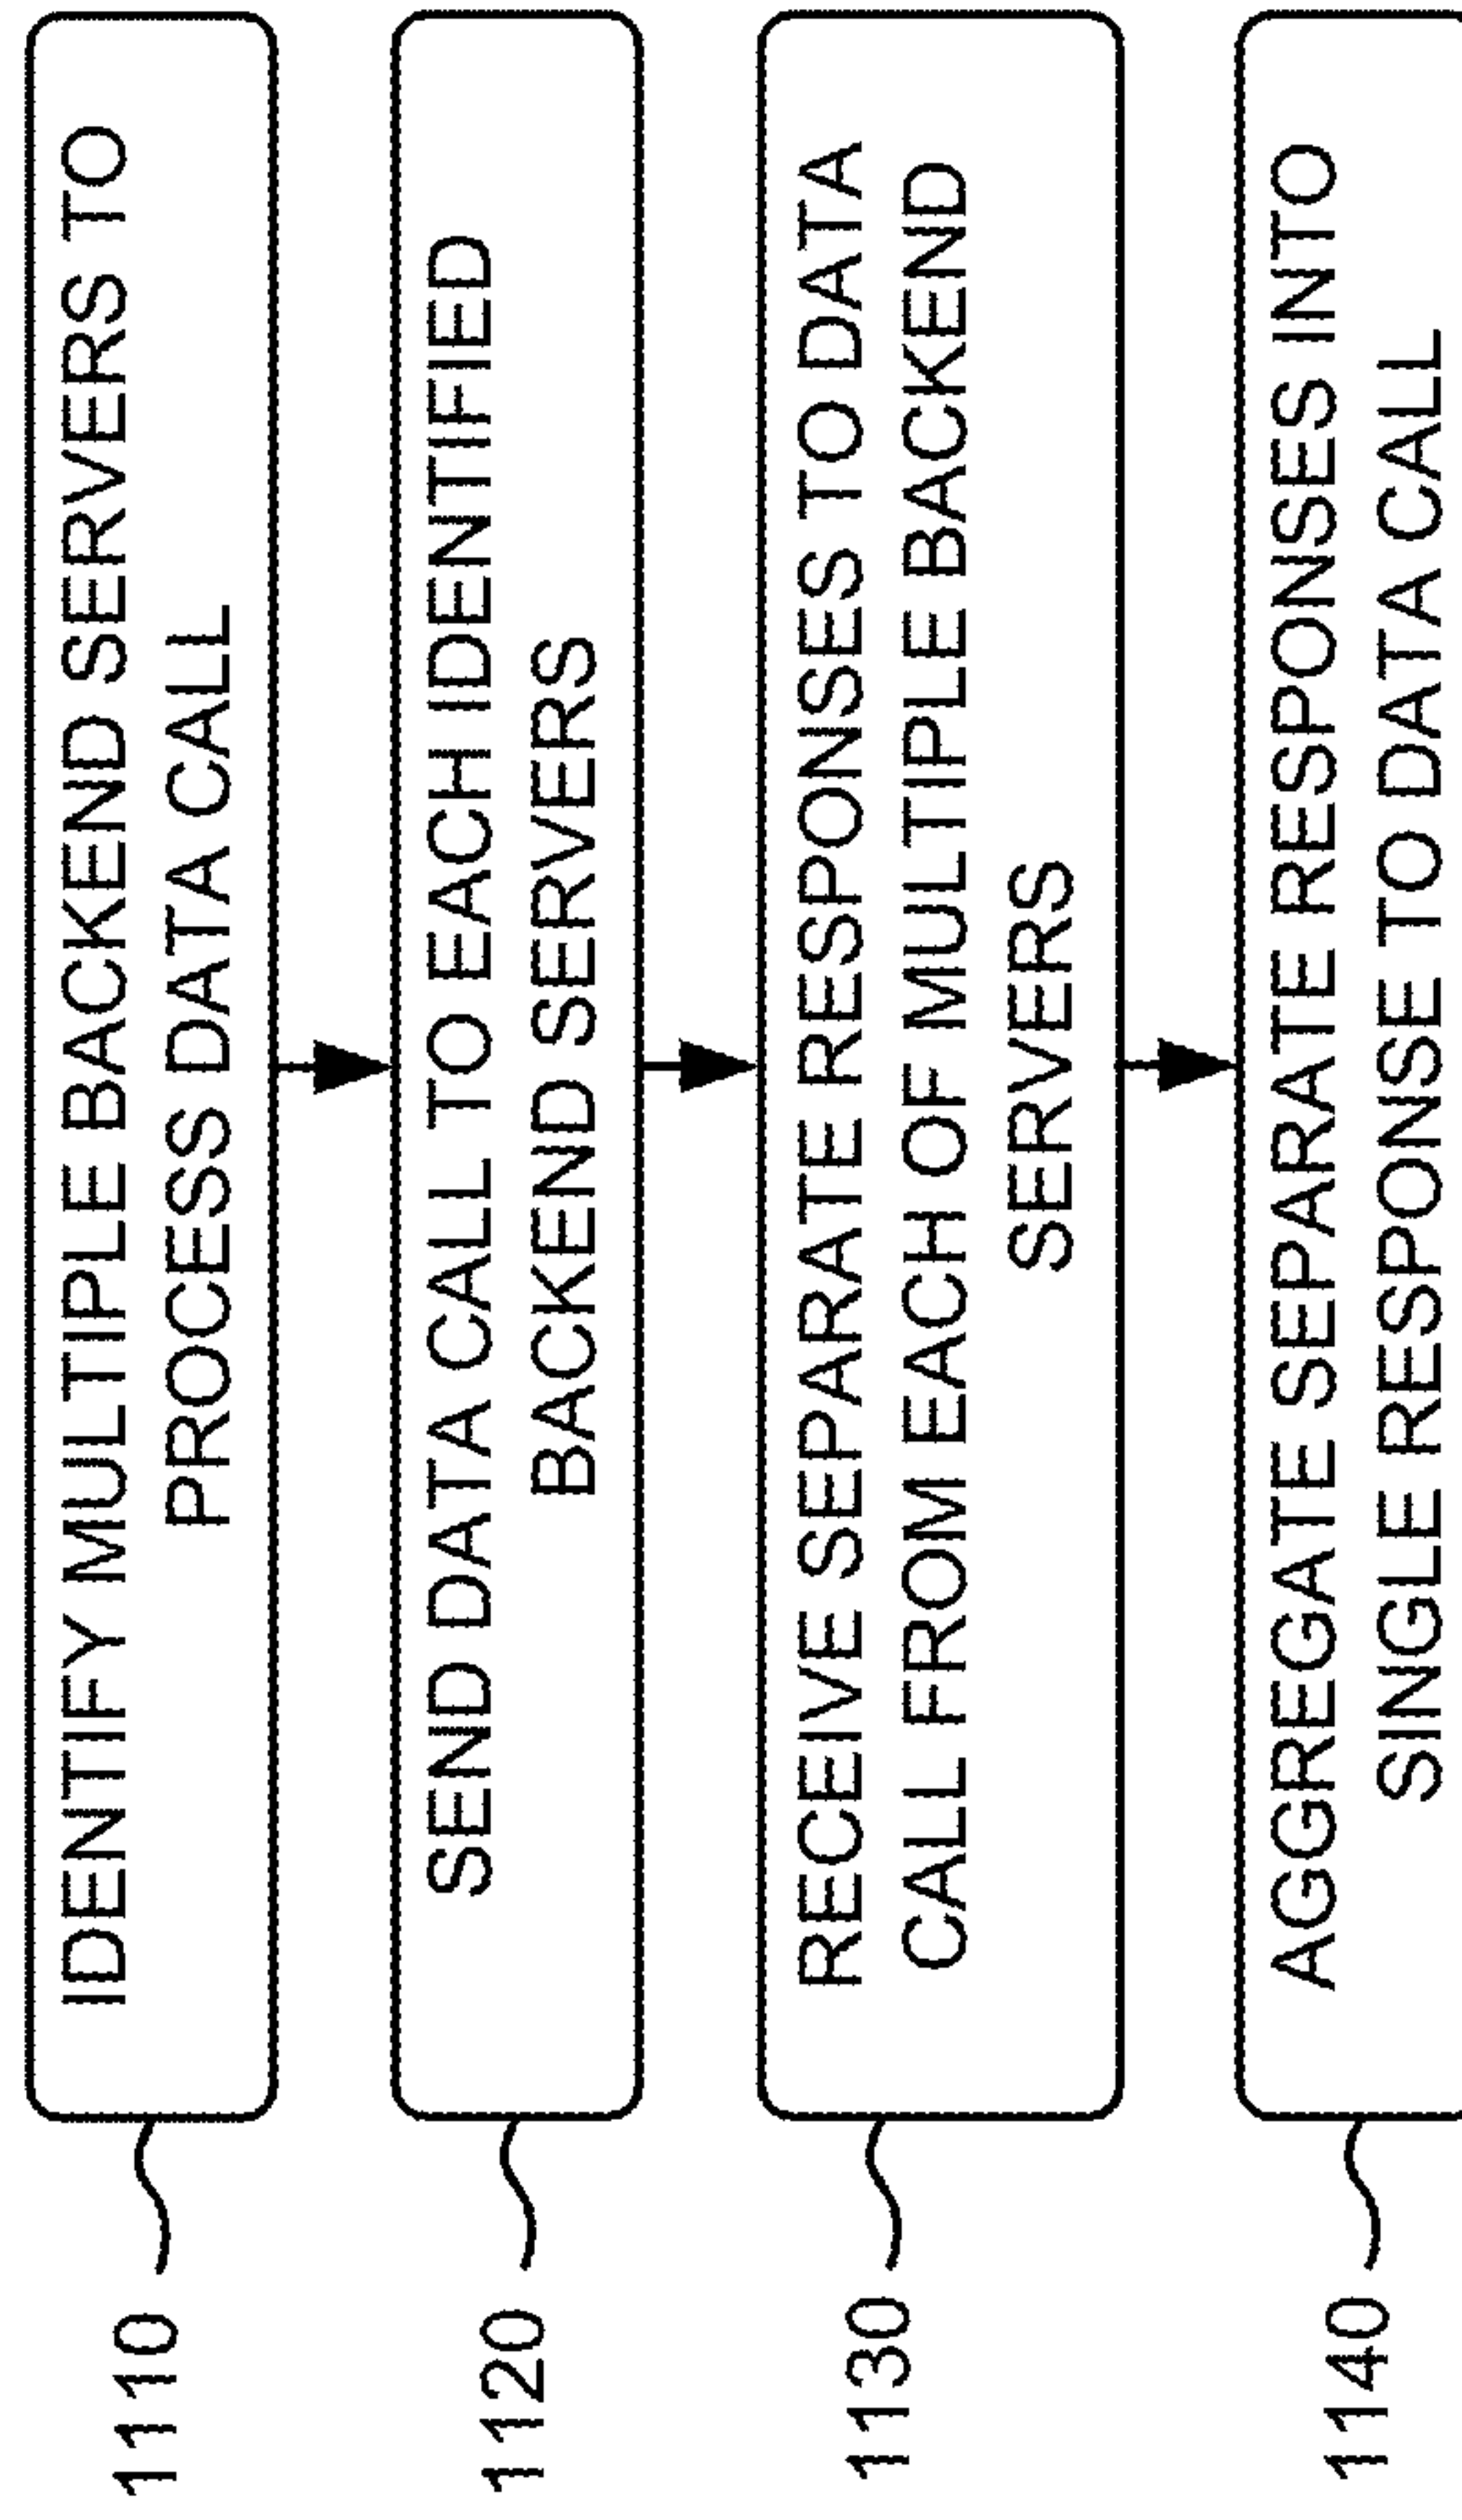 1110
IDENTIFY MULTIPLE BACKEND SERVERS TO
PROCESS DATA CALL
1120
SEND DATA CALL TO EACH IDENTIFIED
BACKEND SERVERS
1130
RECEIVE SEPARATE RESPONSES TO DATA
CALL FROM EACH OF MULTIPLE BACKEND
SERVERS
1140
AGGREGATE SEPARATE RESPONSES INTO
SINGLE RESPONSE TO DATA CALL